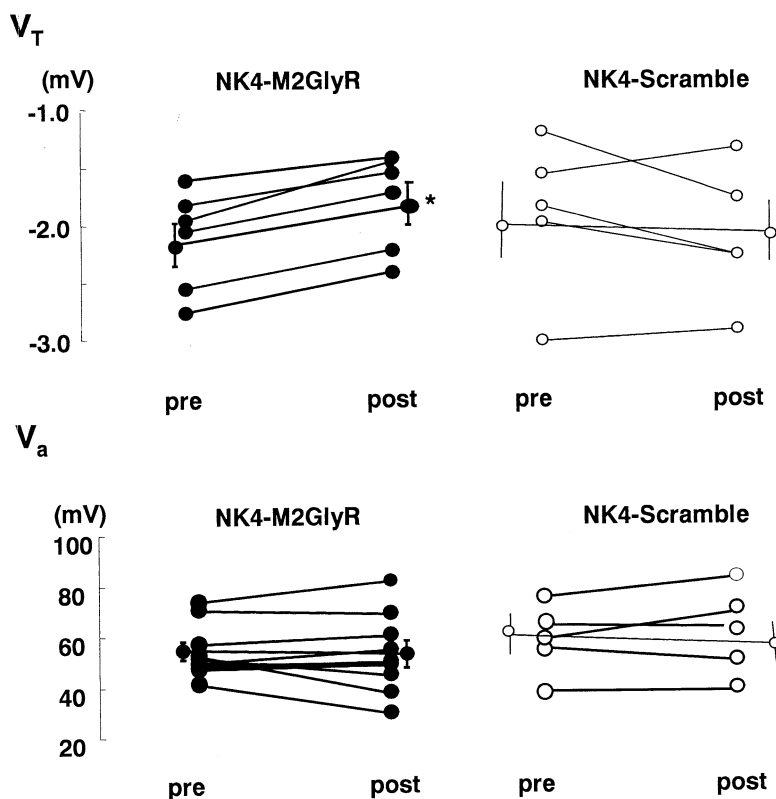 V_T
(mV) NK4-M2GlyR NK4-Scramble
-1.0
*
-2.0
-3.0
pre post pre post
V_a
(mV) NK4-M2GlyR NK4-Scramble
100
80
60
40
20
pre post pre post